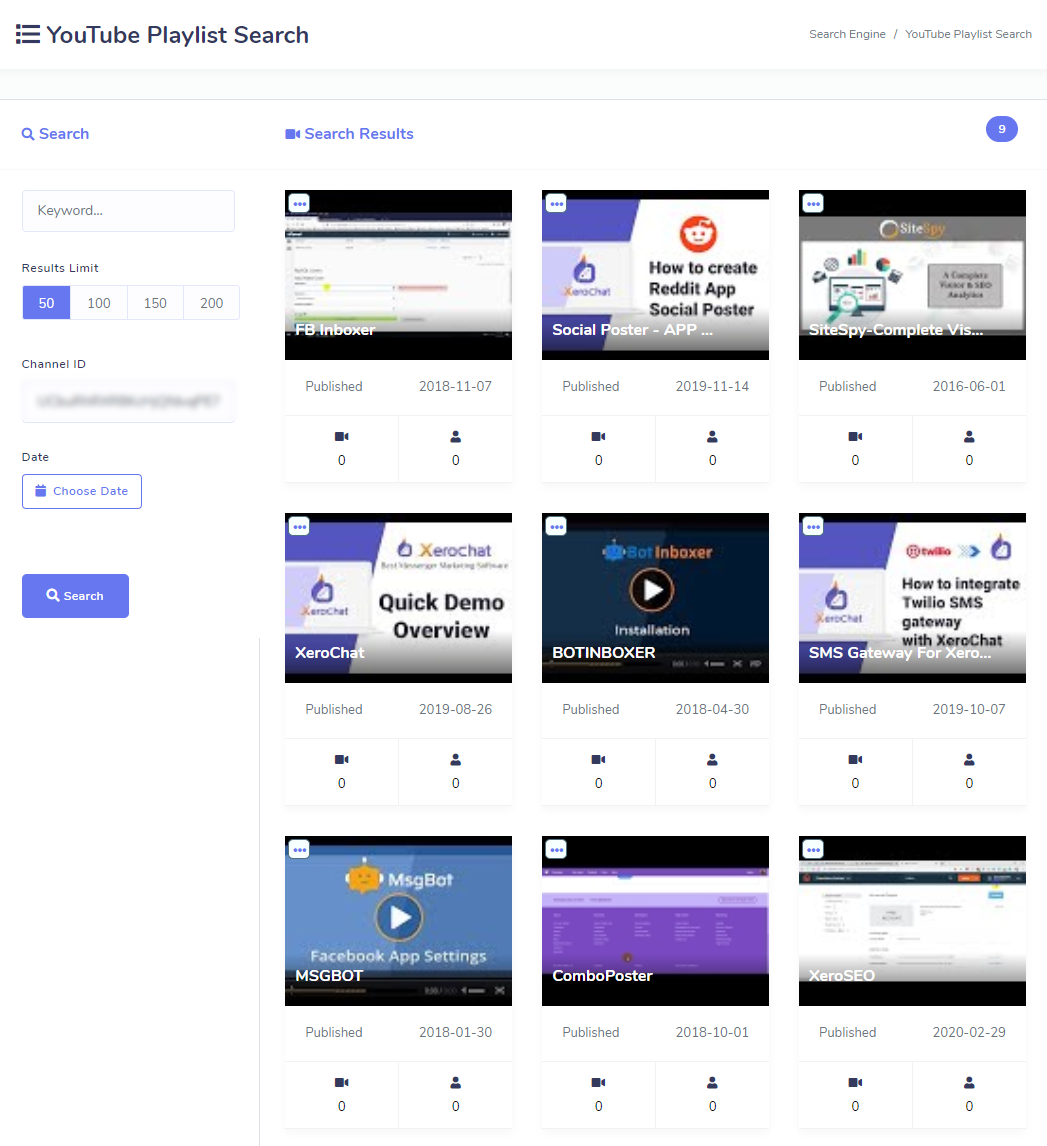 YouTube Playlist Search
Search Engine / YouTube Playlist Search
Search
Search Results
9
Keyword...
Results Limit
50 100 150 200
Channel ID
Date
Choose Date
Search
FB Inboxer
Published 2018-11-07
0 0
How to create
Reddit App
Social Poster
XeroChat
Social Poster - APP ...
Published 2019-11-14
0 0
SiteSpy
A Complete
Visitor & SEO
Analytics
SiteSpy-Complete Vis...
Published 2016-06-01
0 0
Xerochat
Best Messenger Marketing Software
Quick Demo
Overview
XeroChat
XeroChat
Published 2019-08-26
0 0
Bot Inboxer
Installation
BOTINBOXER
Published 2018-04-30
0 0
twilio
How to integrate
Twilio SMS
gateway
with XeroChat
XeroChat
SMS Gateway For Xero...
Published 2019-10-07
0 0
MsgBot
Facebook App Settings
MSGBOT
Published 2018-01-30
0 0
ComboPoster
Published 2018-10-01
0 0
XeroSEO
Published 2020-02-29
0 0